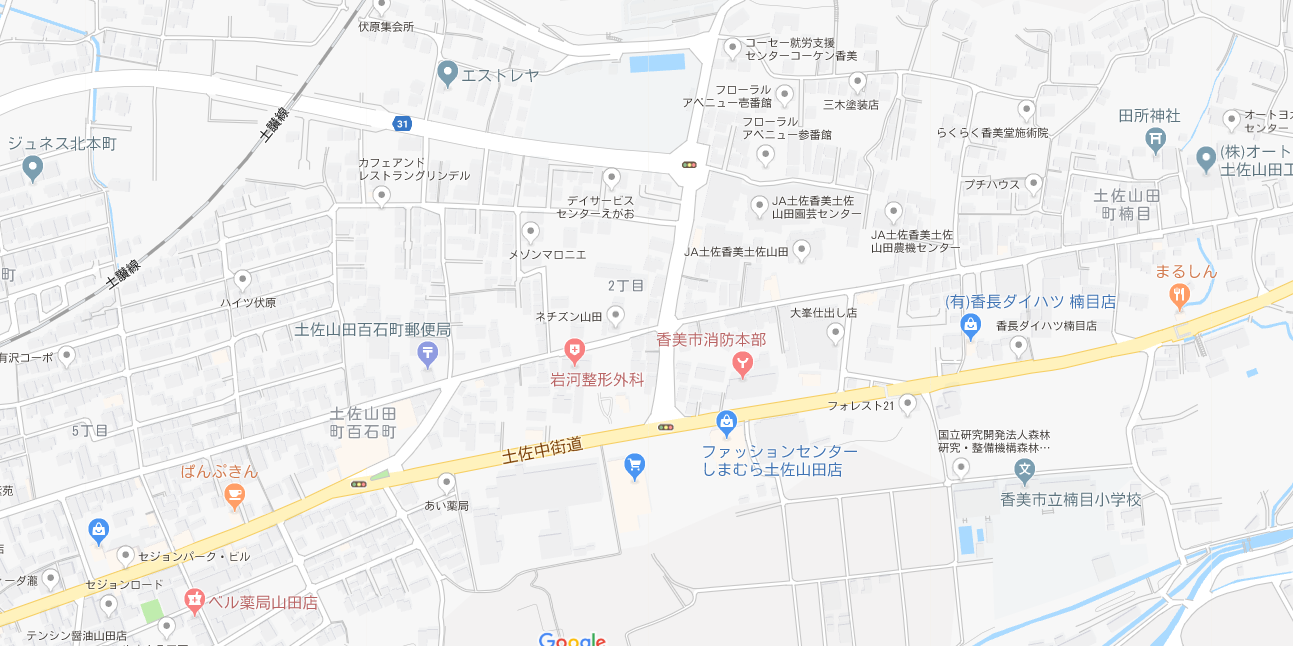 伏原集会所
コーセー就労支援
センターコーケン香美
エストレヤ
フローラル
アベニュー壱番館
三木塗装店
土讃線
31
フローラル
アベニュー参番館
らくらく香美堂施術院
田所神社
オートヨ
センター
ジュネス北本町
カフェアンド
レストラングリンデル
(株)オート
土佐山田工
プチハウス
デイサービス
センターえがお
JA土佐香美土佐
山田園芸センター
土佐山田
町楠目
JA土佐香美土佐
山田農機センター
メゾンマロニエ
JA土佐香美土佐山田
土讃線
町
まるしん
2丁目
ハイツ伏原
(有)香長ダイハツ 楠目店
ネチズン山田
大峯仕出し店
香長ダイハツ楠目店
土佐山田百石町郵便局
香美市消防本部
有沢コーポ
岩河整形外科
フォレスト21
土佐山田
町百石町
5丁目
国立研究開発法人森林
研究・整備機構森林…
土佐中街道
ファッションセンター
しまむら土佐山田店
ぱんぷきん
紫苑
香美市立楠目小学校
あい薬局
店
セジョンパーク・ビル
ィーダ瀧
セジョンロード
ベル薬局山田店
H
H
テンシン醤油山田店
Google